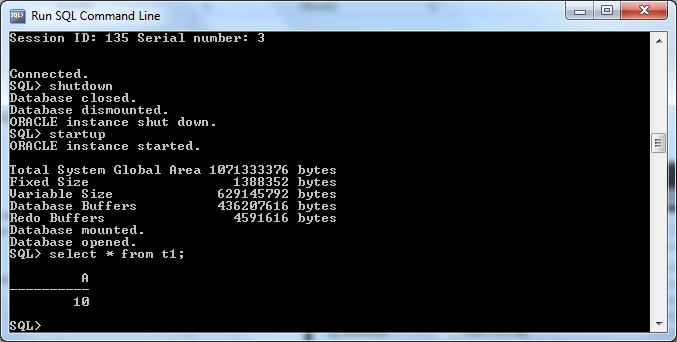 Run SQL Command Line
Session ID: 135 Serial number: 3
Connected.
SQL> shutdown
Database closed.
Database dismounted.
ORACLE instance shut down.
SQL> startup
ORACLE instance started.
Total System Global Area 1071333376 bytes
Fixed Size                  1388352 bytes
Variable Size             629145792 bytes
Database Buffers          436207616 bytes
Redo Buffers                4591616 bytes
Database mounted.
Database opened.
SQL> select * from t1;
         A
----------
        10
SQL>